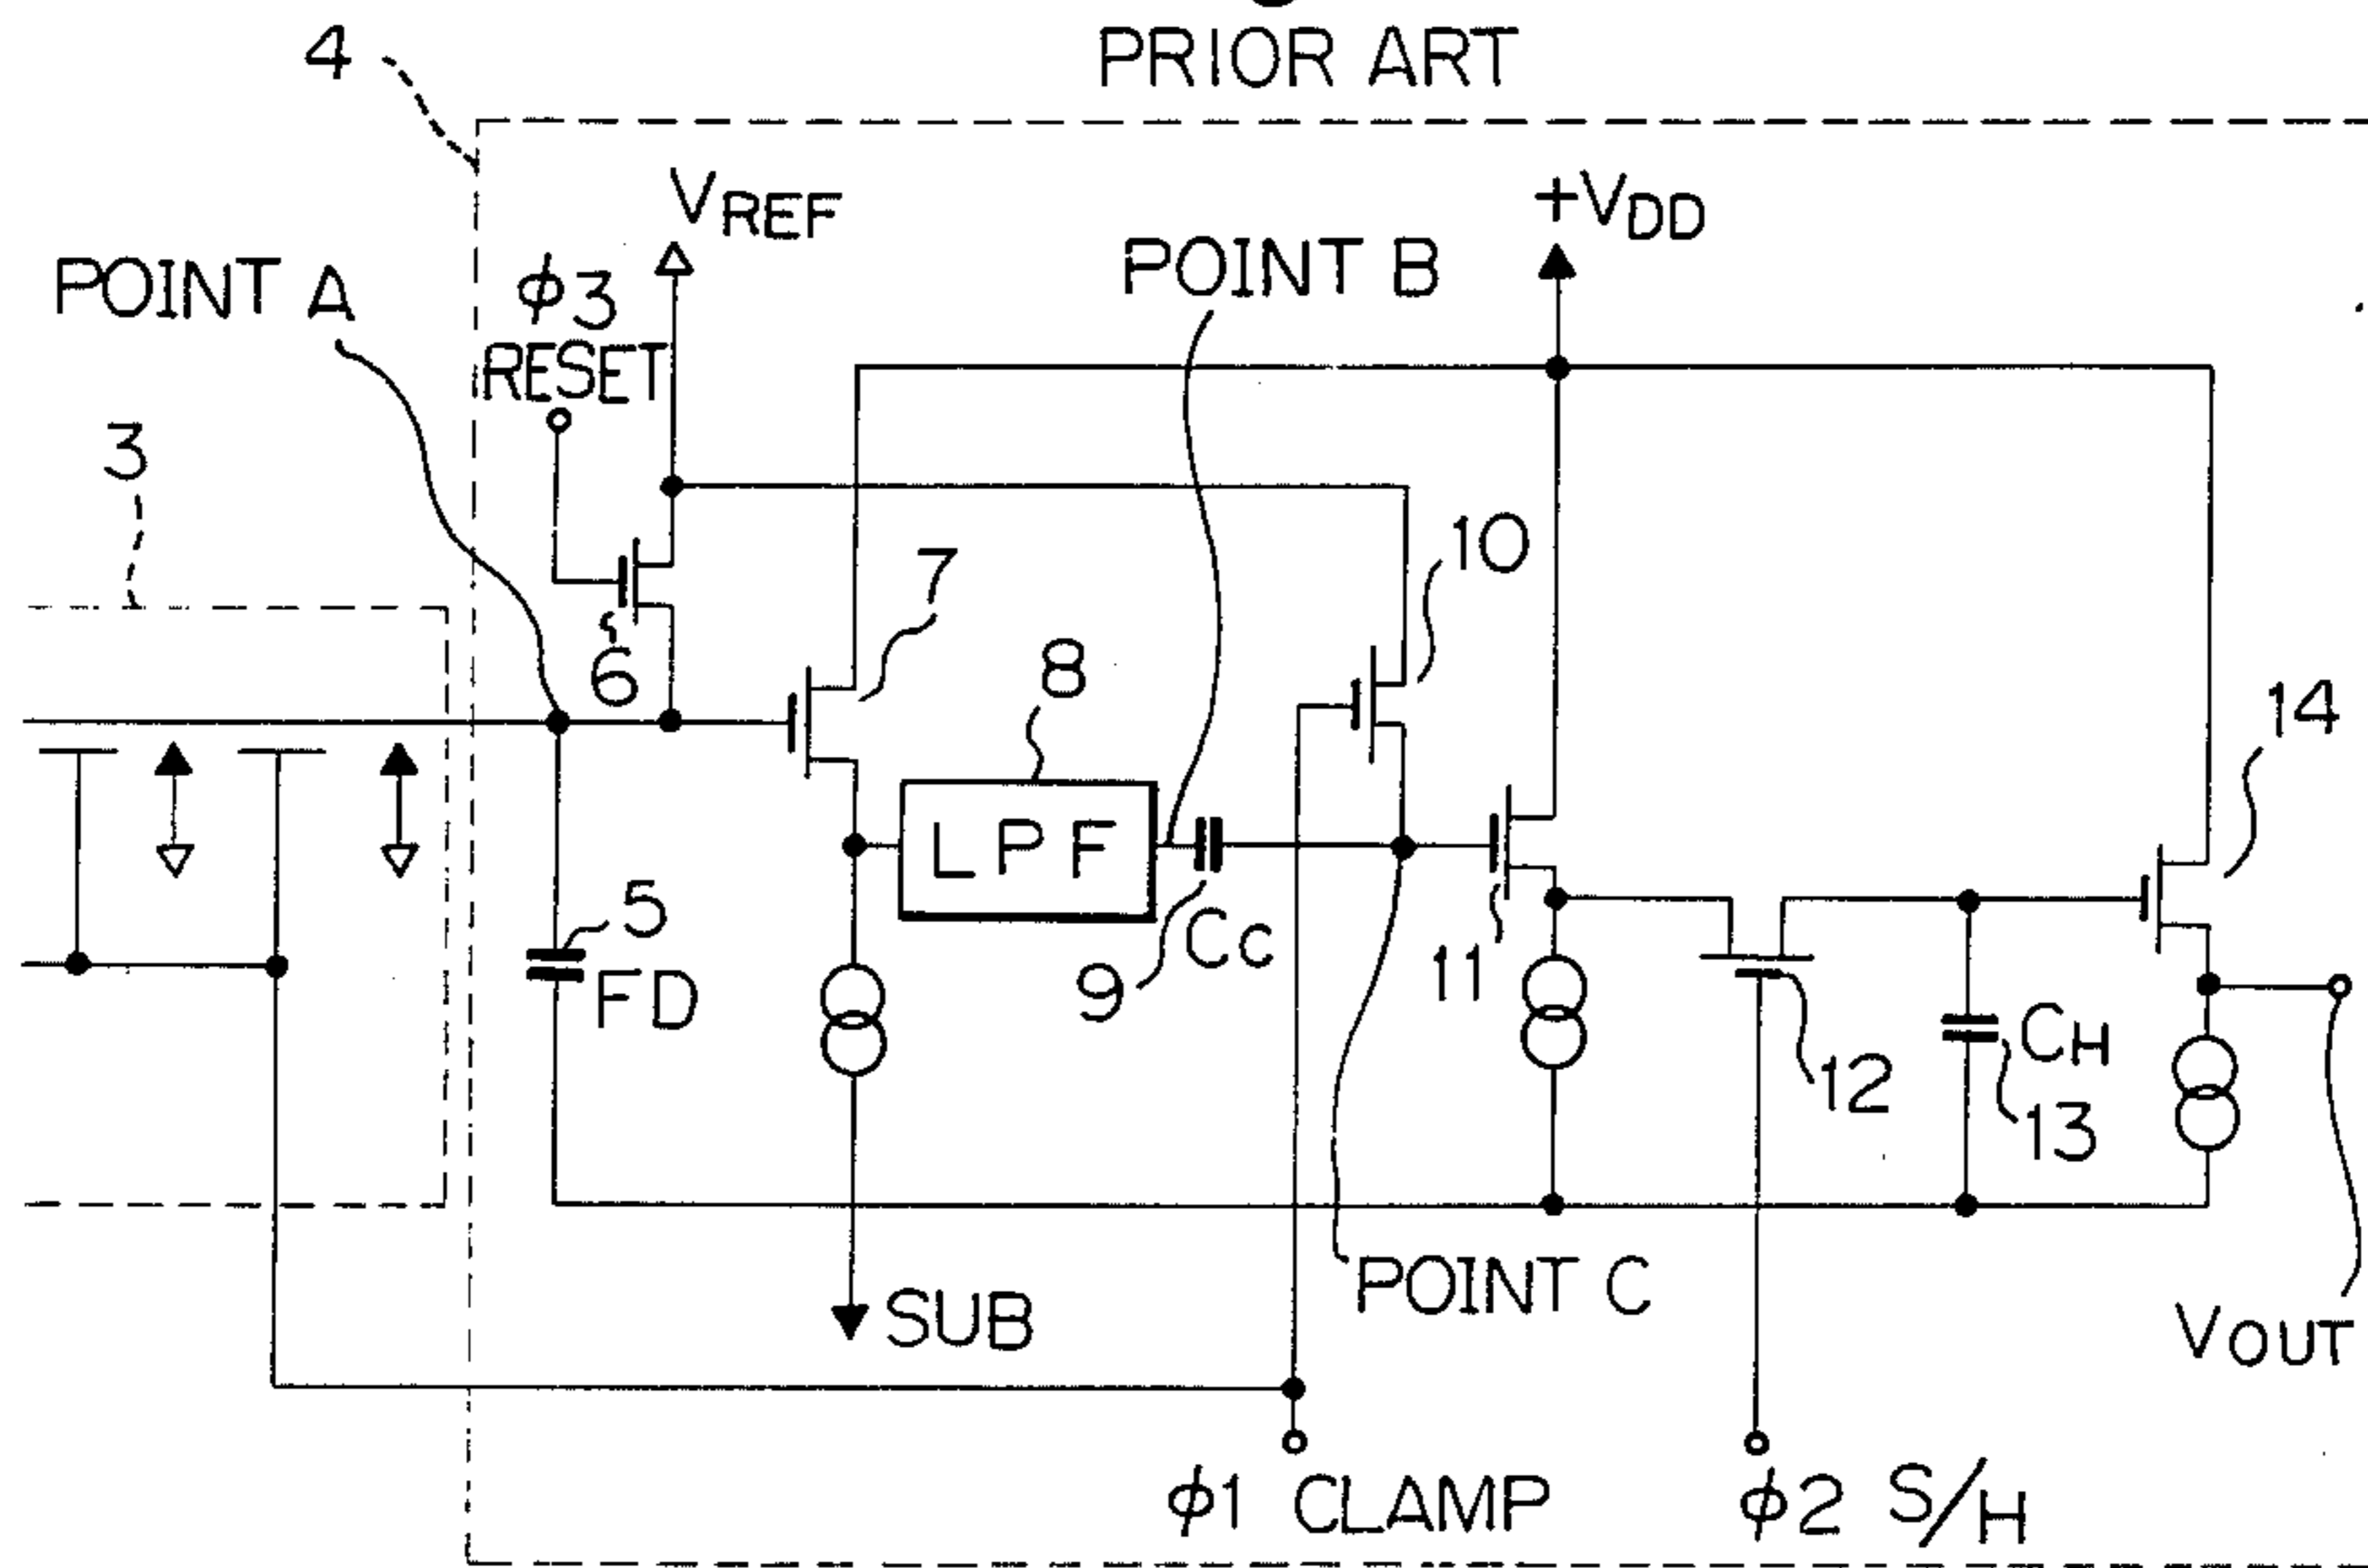 PRIOR ART
4
VREF
+VDD
POINT A
φ3
RESET
POINT B
3
10
7
6
8
14
LPF
5
FD
9
CC
11
12
CH
13
POINT C
SUB
VOUT
φ1 CLAMP
φ2 S/H